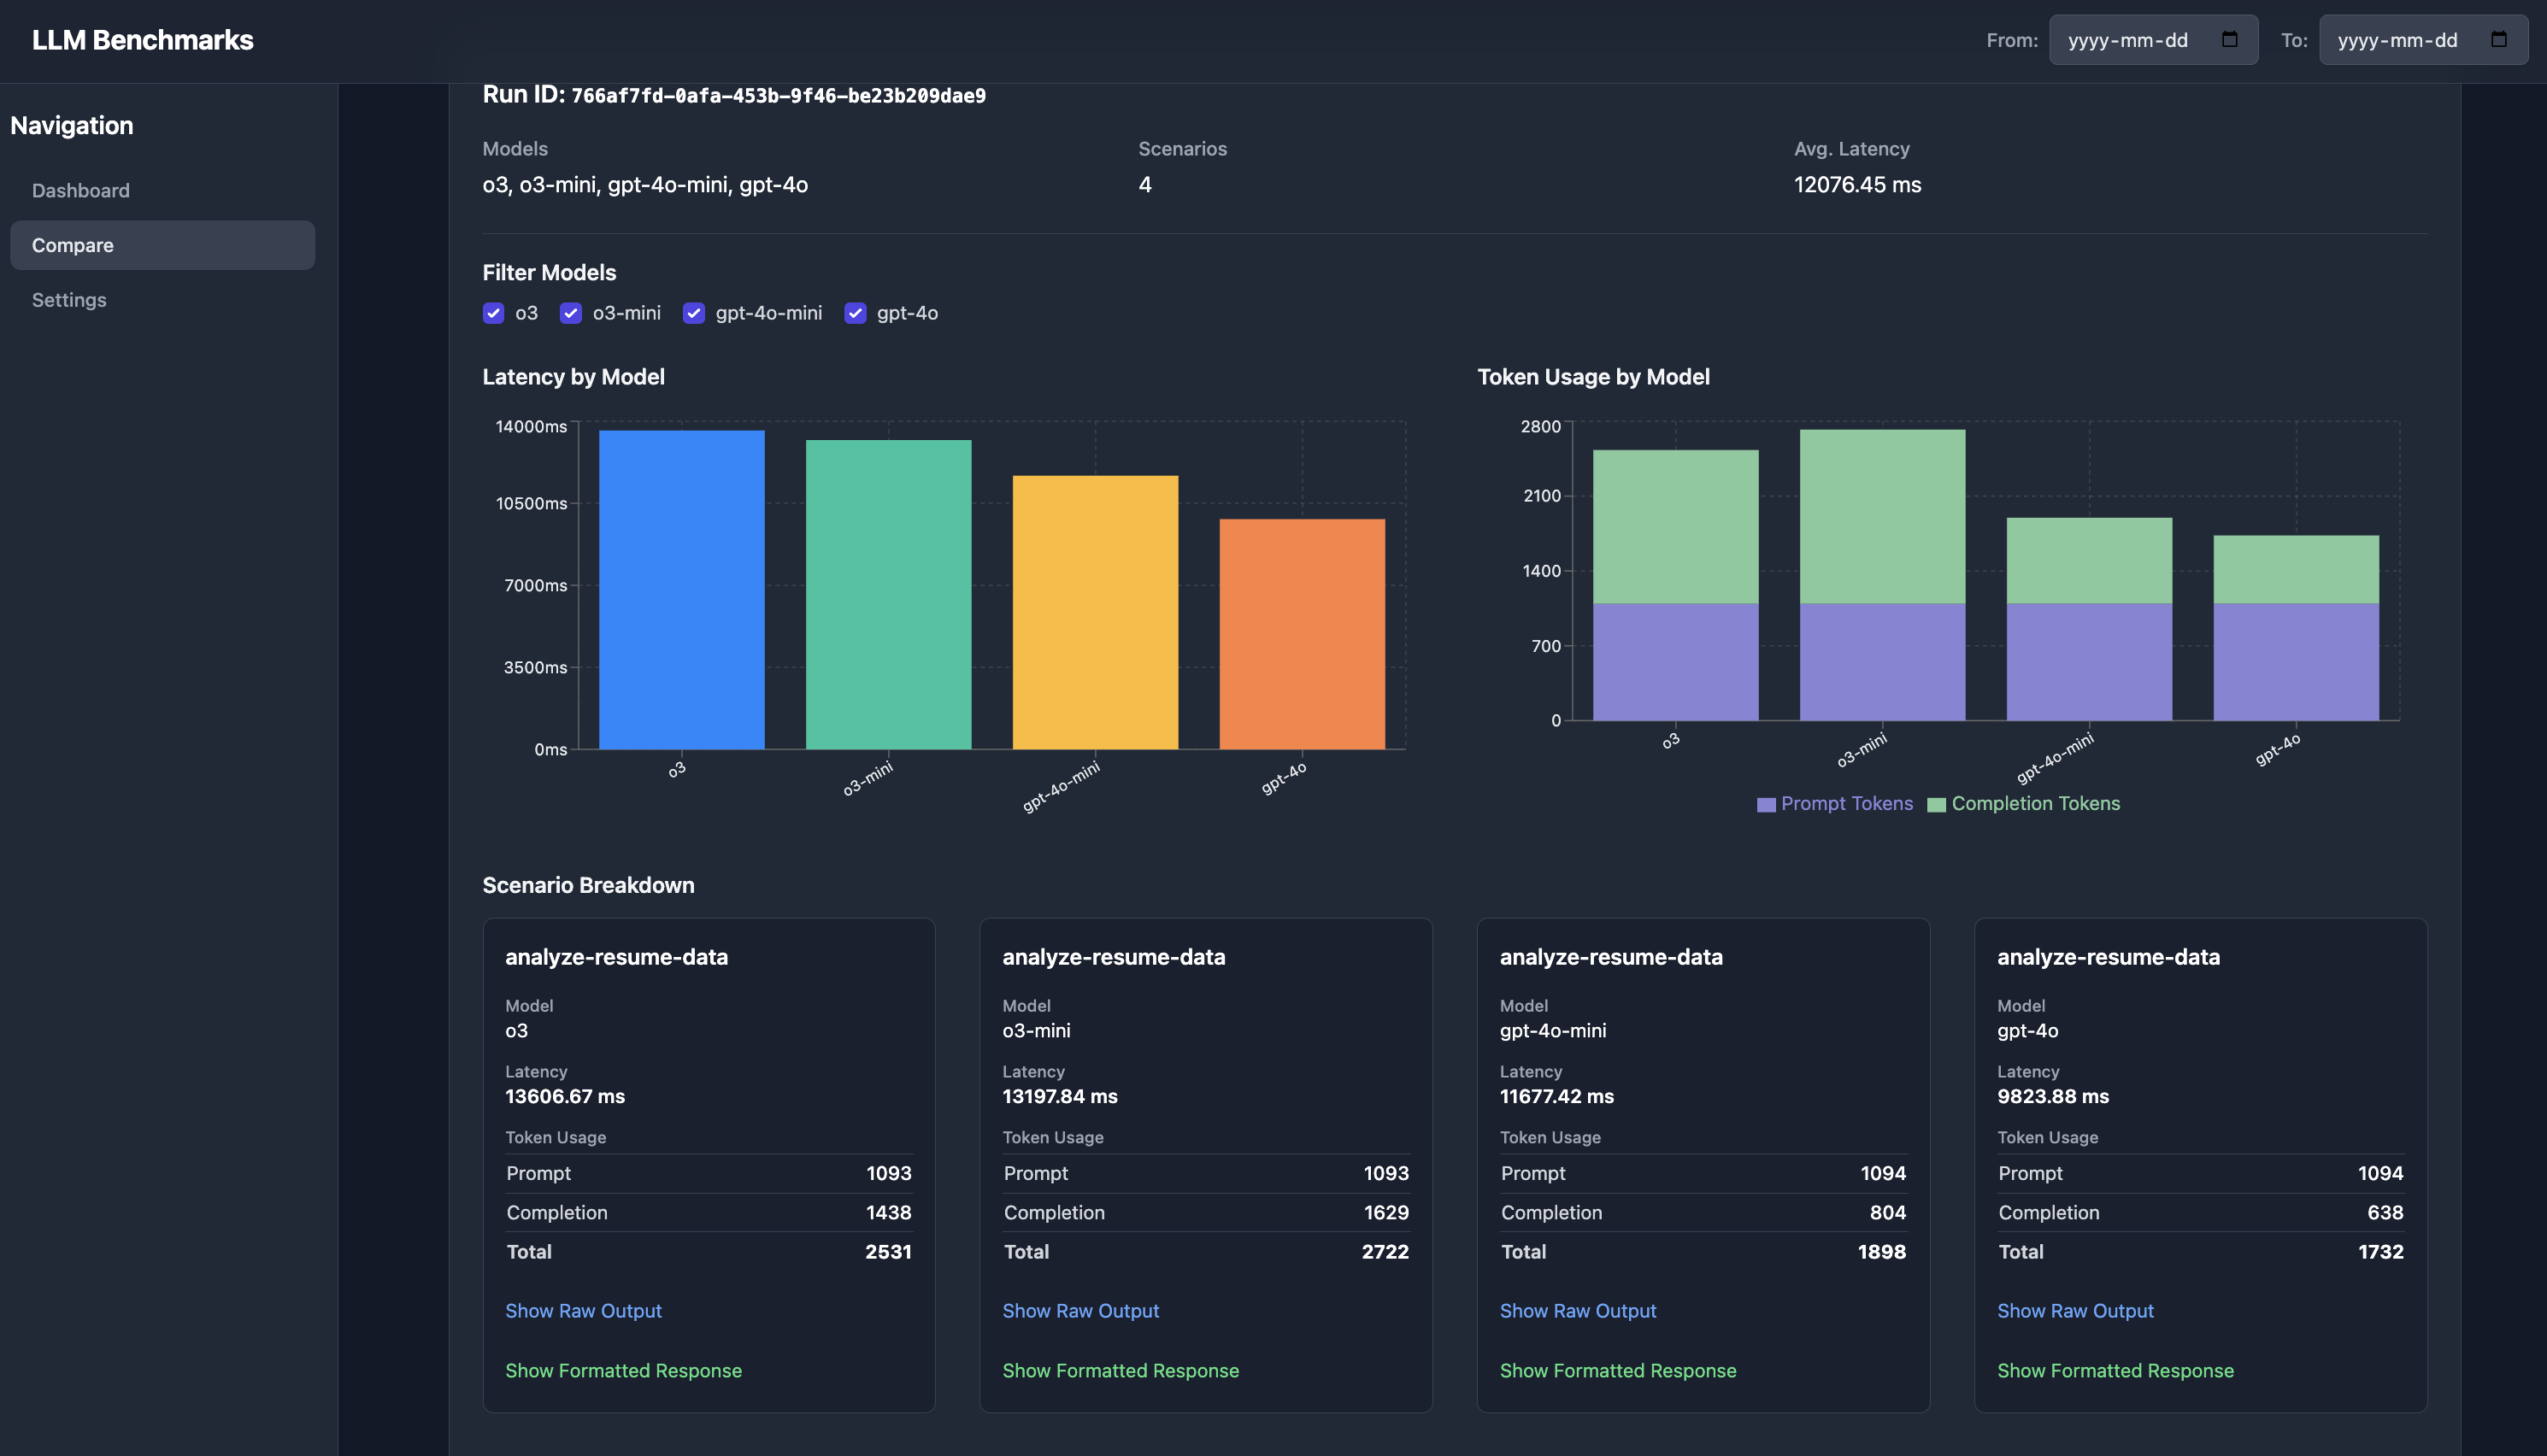 LLM Benchmarks
From: yyyy-mm-dd To: yyyy-mm-dd
Navigation
Dashboard
Compare
Settings
Run ID: 766af7fd-0afa-453b-9f46-be23b209dae9
Models Scenarios Avg. Latency
o3, o3-mini, gpt-4o-mini, gpt-4o 4 12076.45 ms
Filter Models
o3 o3-mini gpt-4o-mini gpt-4o
Latency by Model
14000ms
10500ms
7000ms
3500ms
0ms
o3 o3-mini gpt-4o-mini gpt-4o
Token Usage by Model
2800
2100
1400
700
0
o3 o3-mini gpt-4o-mini gpt-4o
Prompt Tokens Completion Tokens
Scenario Breakdown
analyze-resume-data
Model
o3
Latency
13606.67 ms
Token Usage
Prompt 1093
Completion 1438
Total 2531
Show Raw Output
Show Formatted Response
analyze-resume-data
Model
o3-mini
Latency
13197.84 ms
Token Usage
Prompt 1093
Completion 1629
Total 2722
Show Raw Output
Show Formatted Response
analyze-resume-data
Model
gpt-4o-mini
Latency
11677.42 ms
Token Usage
Prompt 1094
Completion 804
Total 1898
Show Raw Output
Show Formatted Response
analyze-resume-data
Model
gpt-4o
Latency
9823.88 ms
Token Usage
Prompt 1094
Completion 638
Total 1732
Show Raw Output
Show Formatted Response